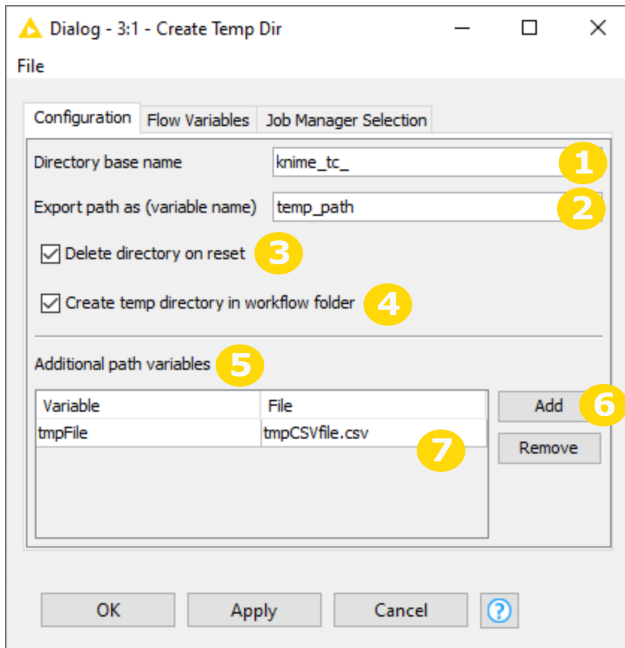 Dialog - 3:1 - Create Temp Dir
File
Configuration Flow Variables Job Manager Selection
Directory base name knime_tc_ 1
Export path as (variable name) temp_path 2
Delete directory on reset 3
Create temp directory in workflow folder 4
Additional path variables 5
Variable File Add 6
tmpFile tmpCSVfile.csv 7
Remove
OK Apply Cancel ?